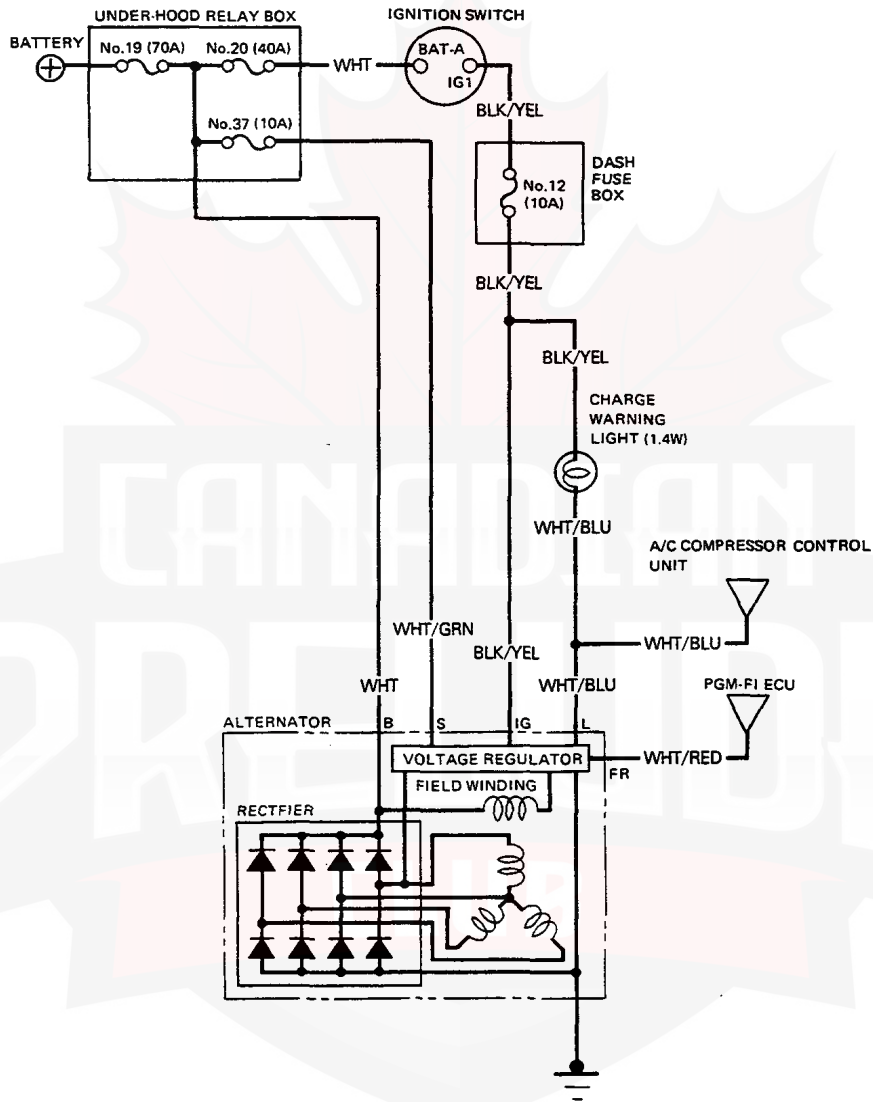 UNDER-HOOD RELAY BOX
IGNITION SWITCH
BATTERY
No.19 (70A)
No.20 (40A)
WHT
BAT-A
IG1
BLK/YEL
No.37 (10A)
DASH
FUSE
BOX
No.12
(10A)
BLK/YEL
BLK/YEL
CHARGE
WARNING
LIGHT (1.4W)
WHT/BLU
A/C COMPRESSOR CONTROL
UNIT
WHT/GRN
BLK/YEL
WHT/BLU
WHT
WHT/BLU
PGM-FI ECU
ALTERNATOR
B
S
IG
L
VOLTAGE REGULATOR
WHT/RED
FR
FIELD WINDING
RECTFIER
CANADIAN
PRELUDE
CLUB